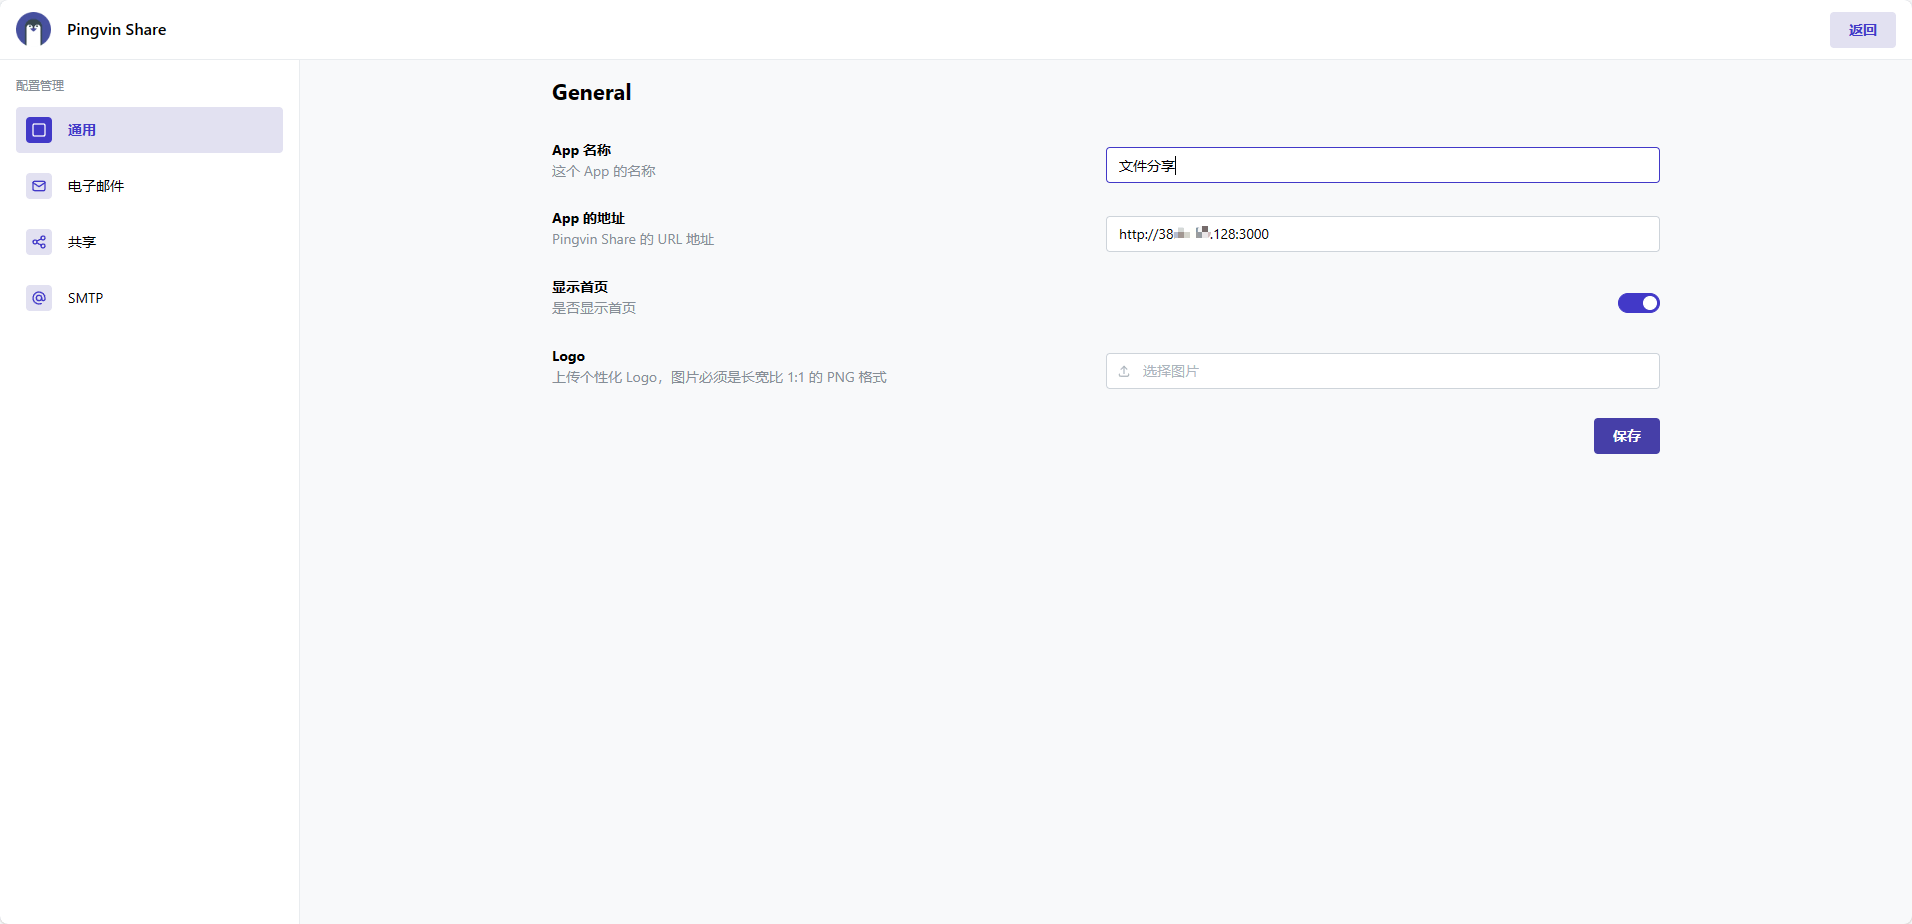 Pingvin Share
返回
配置管理
通用
电子邮件
共享
SMTP
General
App 名称
这个 App 的名称
文件分享
App 的地址
Pingvin Share 的 URL 地址
http://38 .128:3000
显示首页
是否显示首页
Logo
上传个性化 Logo，图片必须是长宽比 1:1 的 PNG 格式
选择图片
保存